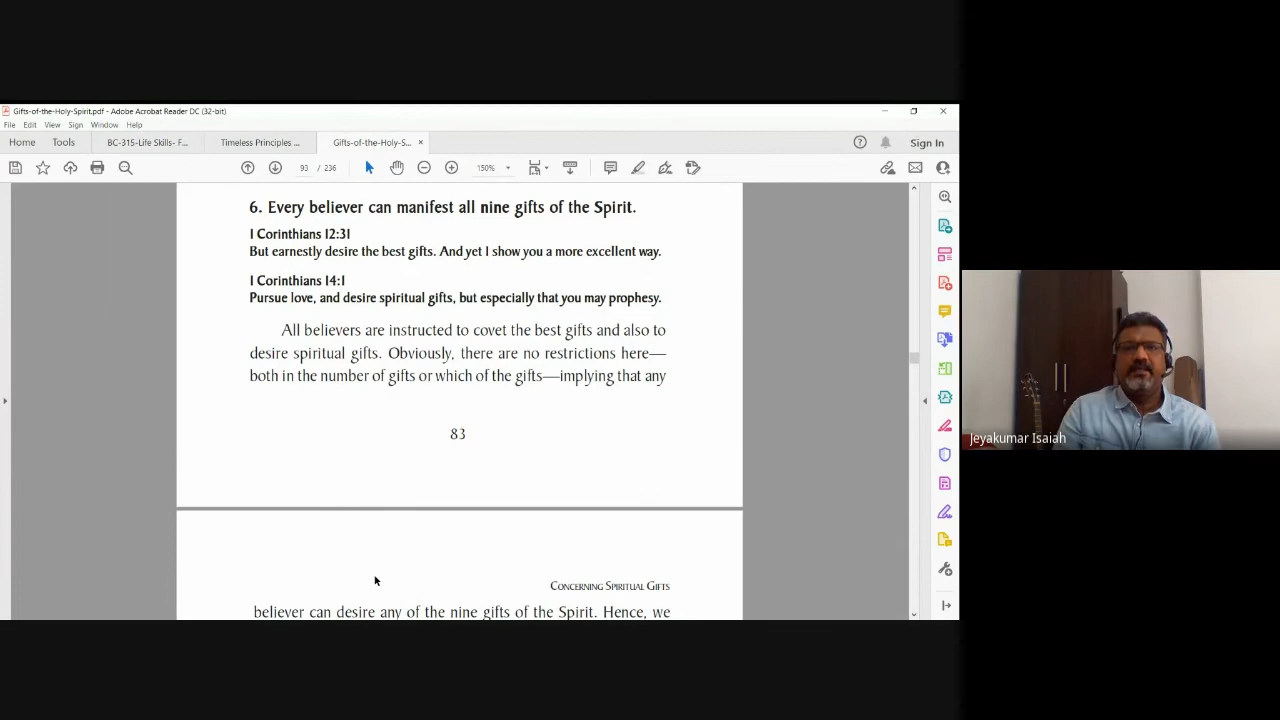 Gifts-of-the-Holy-Spirit.pdf - Adobe Acrobat Reader DC (32-bit)
File Edit View Sign Window Help
Home Tools BC-315-Life Skills- F... Timeless Principles ... Gifts-of-the-Holy-S... × Sign In
93 / 236 150%
6. Every believer can manifest all nine gifts of the Spirit.
1 Corinthians 12:31
But earnestly desire the best gifts. And yet I show you a more excellent way.
1 Corinthians 14:1
Pursue love, and desire spiritual gifts, but especially that you may prophesy.
All believers are instructed to covet the best gifts and also to
desire spiritual gifts. Obviously, there are no restrictions here—
both in the number of gifts or which of the gifts—implying that any
83
Concerning Spiritual Gifts
believer can desire any of the nine gifts of the Spirit. Hence, we
Jeyakumar Isaiah